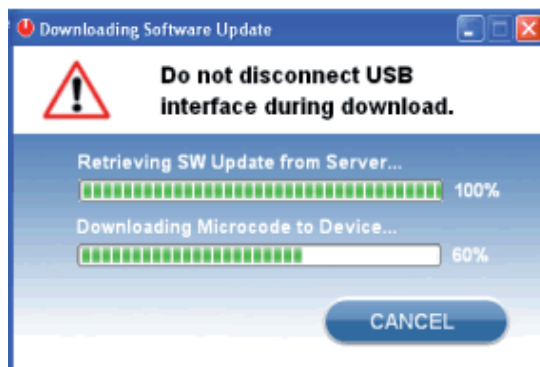 Downloading Software Update
Do not disconnect USB
interface during download.
Retrieving SW Update from Server...
100%
Downloading Microcode to Device...
60%
CANCEL